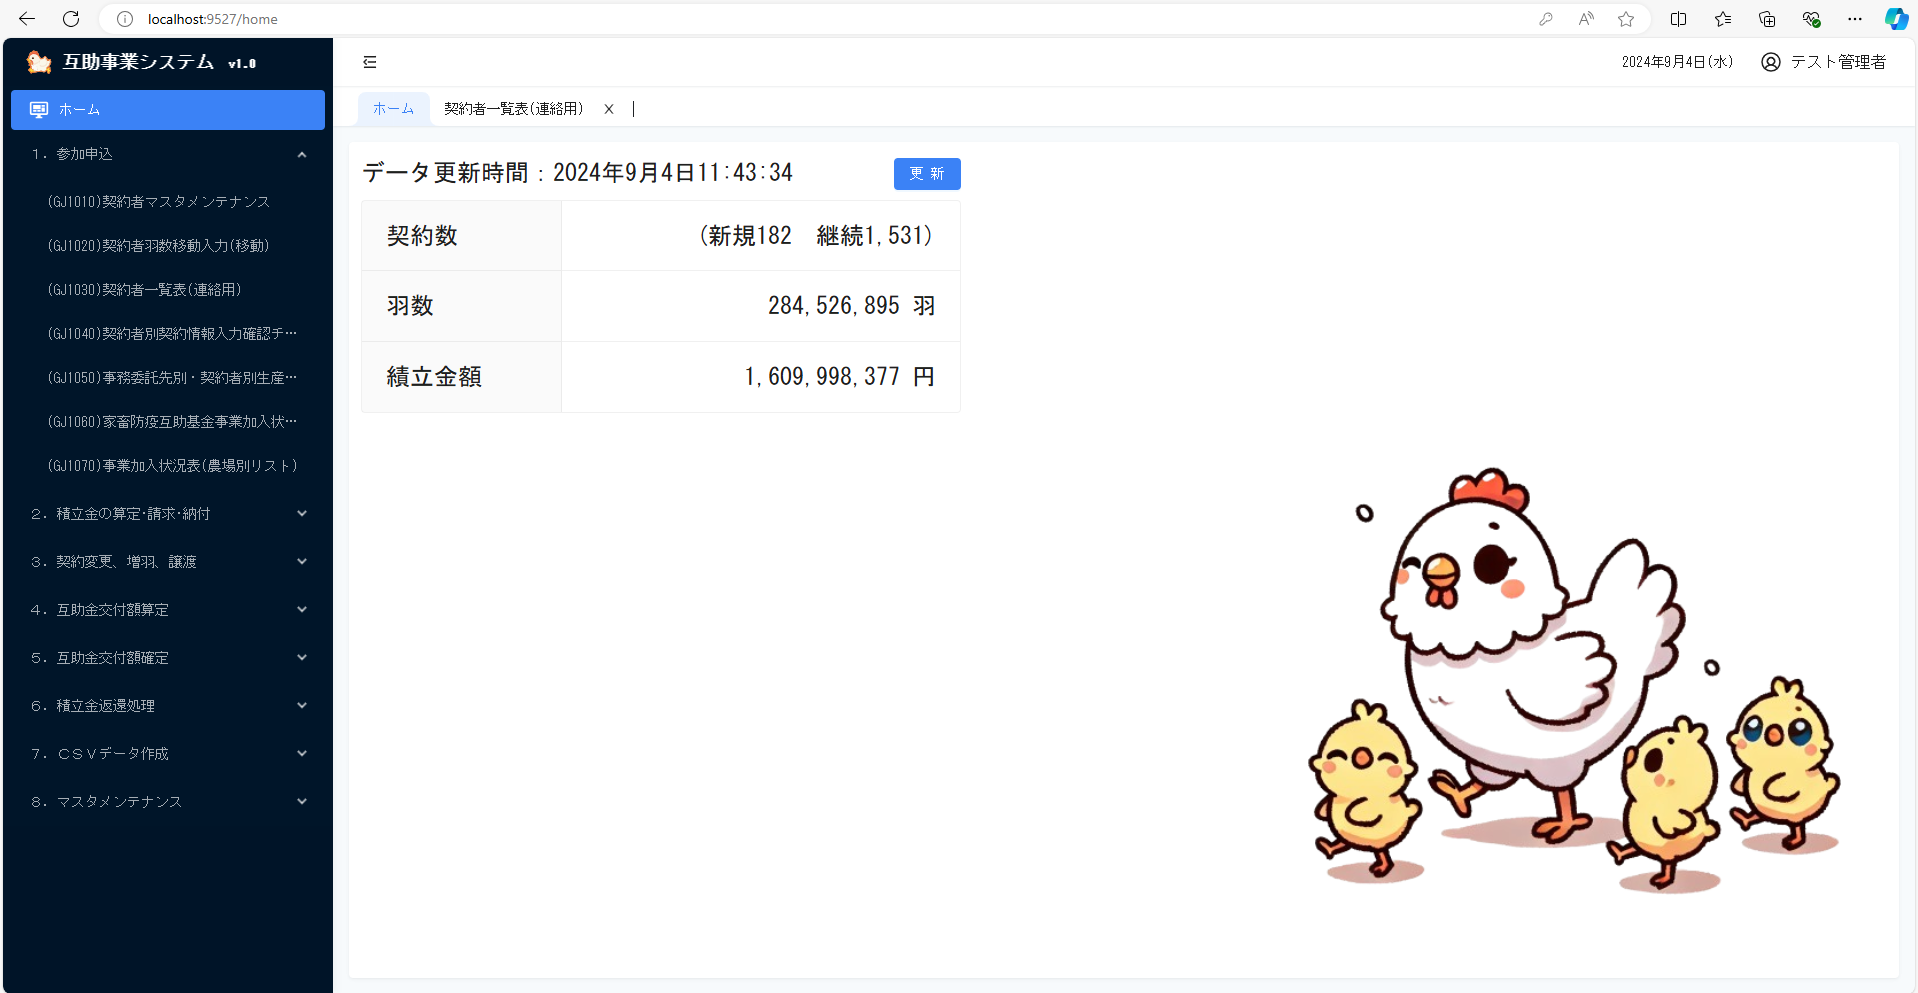 localhost:9527/home
互助事業システム v1.0
2024年9月4日(水) テスト管理者
ホーム
ホーム 契約者一覧表(連絡用)
1. 参加申込
(GJ1010)契約者マスタメンテナンス
(GJ1020)契約者羽数移動入力(移動)
(GJ1030)契約者一覧表(連絡用)
(GJ1040)契約者別契約情報入力確認チ…
(GJ1050)事務委託先別・契約者別生産…
(GJ1060)家畜防疫互助基金事業加入状…
(GJ1070)事業加入状況表(農場別リスト)
2. 積立金の算定･請求･納付
3. 契約変更、増羽、譲渡
4. 互助金交付額算定
5. 互助金交付額確定
6. 積立金返還処理
7. ＣＳＶデータ作成
8. マスタメンテナンス
データ更新時間：2024年9月4日11:43:34
更 新
契約数 (新規182　継続1,531)
羽数 284,526,895 羽
積立金額 1,609,998,377 円